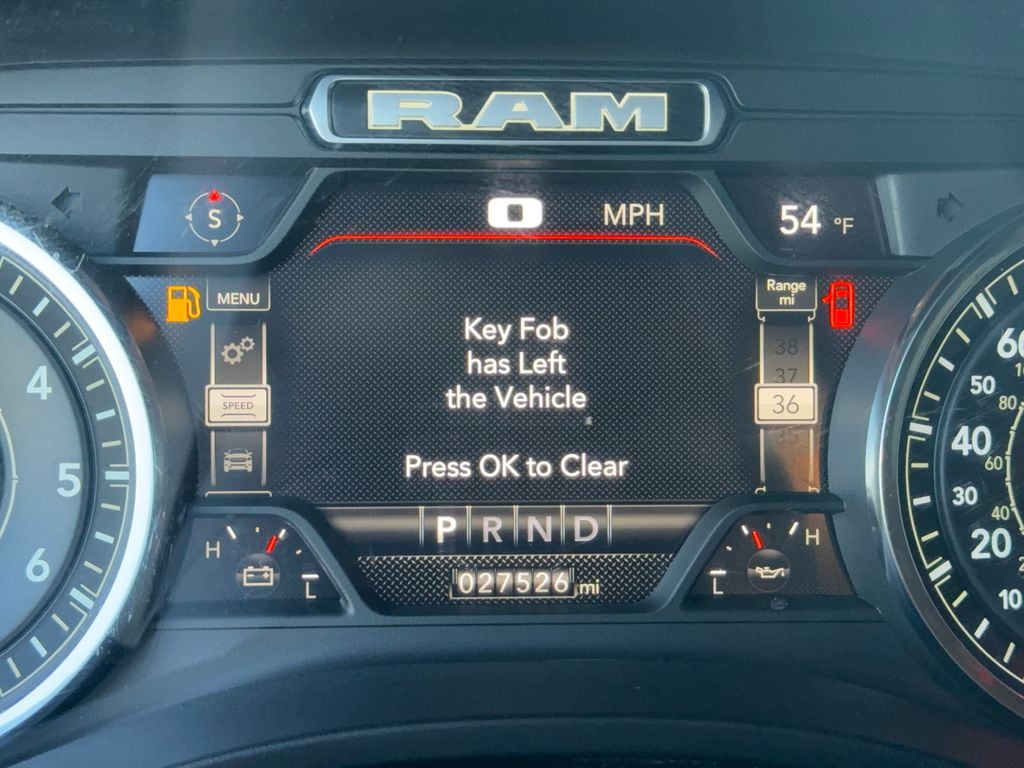 RAM
S
0 MPH
54 °F
MENU
Range
mi
38
37
36
35
SPEED
Key Fob
has Left
the Vehicle
Press OK to Clear
P R N D
H
L
H
L
027526 mi
4
5
6
60
50
80
40
60
30
40
20
10